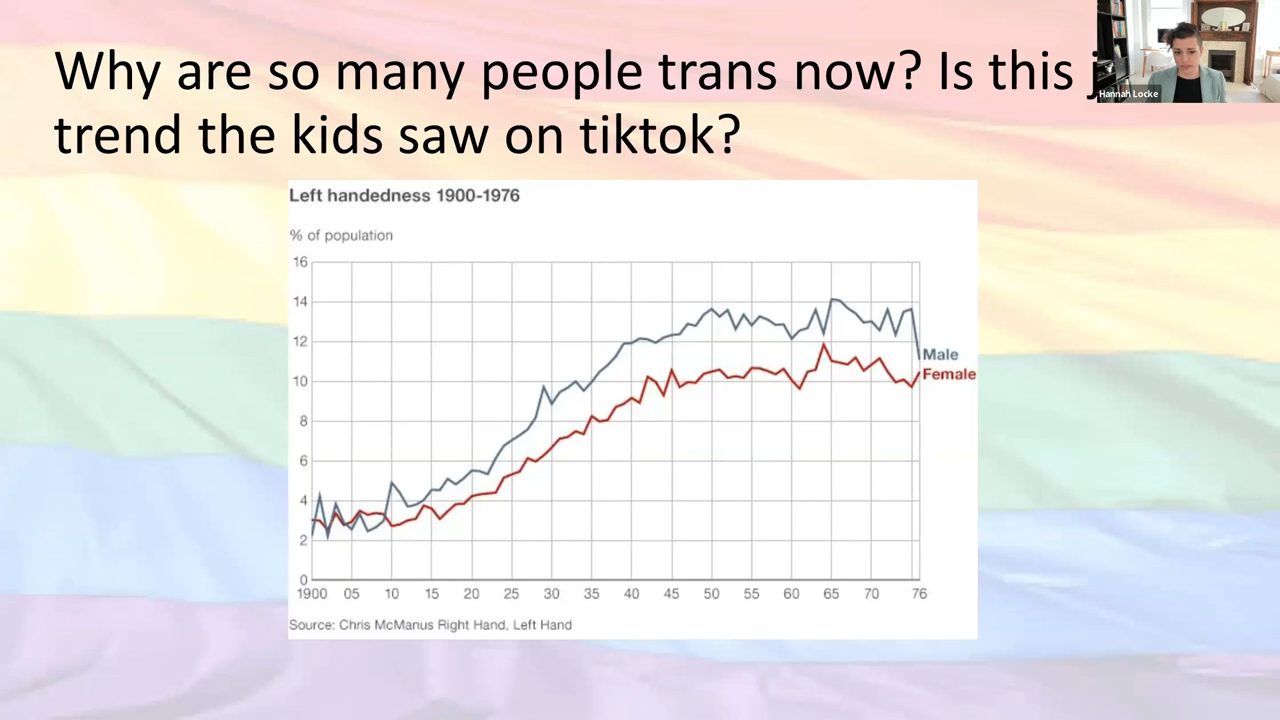 Why are so many people trans now? Is this j
trend the kids saw on tiktok?
Hannah Locke
Left handedness 1900-1976
% of population
16
14
12
10
8
6
4
2
0
Male
Female
1900 05 10 15 20 25 30 35 40 45 50 55 60 65 70 76
Source: Chris McManus Right Hand, Left Hand